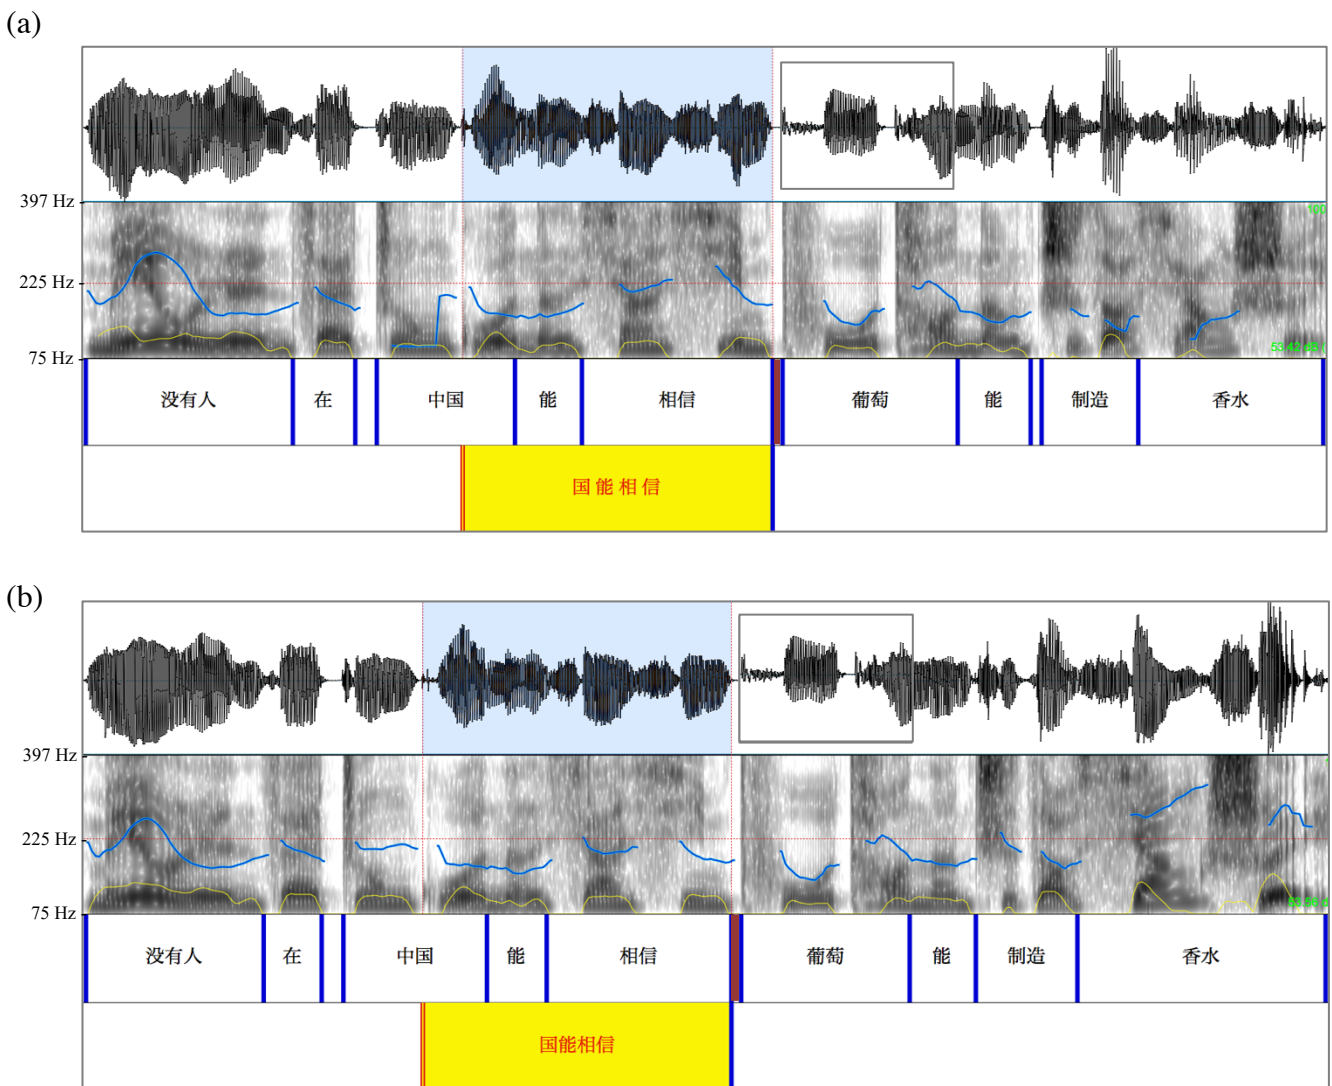 (a)
397 Hz
100
225 Hz
75 Hz
没有人 在 中国 能 相信 葡萄 能 制造 香水
国 能 相 信
(b)
397 Hz
225 Hz
75 Hz
没有人 在 中国 能 相信 葡萄 能 制造 香水
国能相信